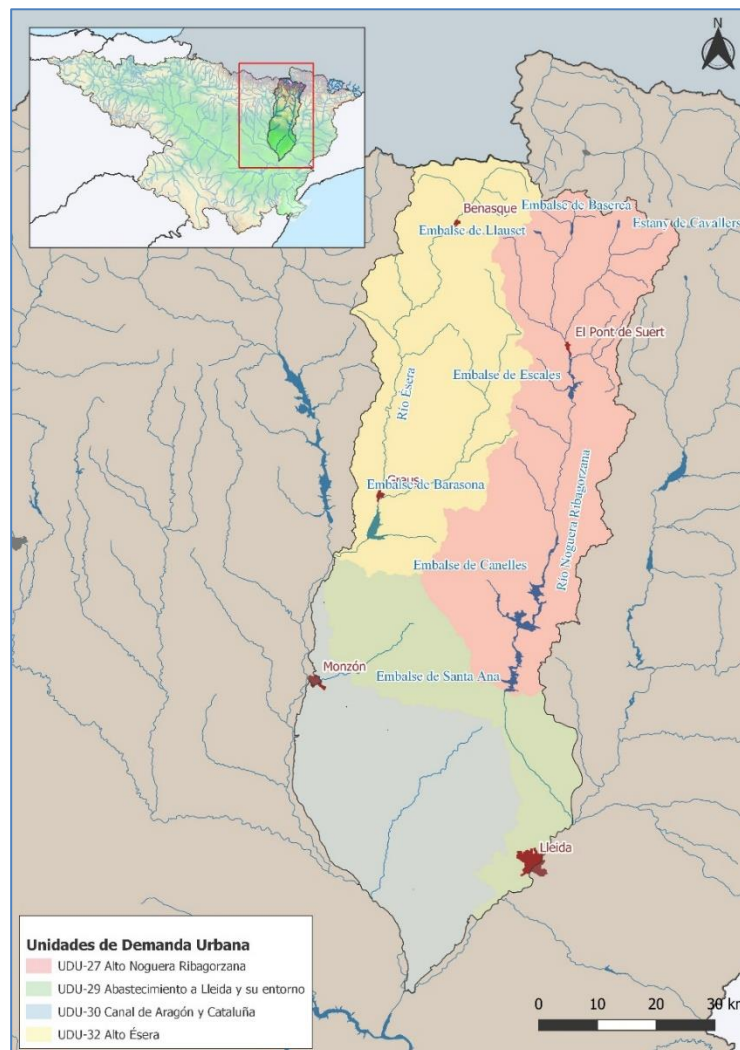 N
Benasque
Embalse de Baserca
Embalse de Llauset
Estany de Cavallers
El Pont de Suert
Embalse de Escales
Río Ésera
Graus
Embalse de Barasona
Río Noguera Ribagorzana
Embalse de Canelles
Monzón
Embalse de Santa Ana
Lleida
Unidades de Demanda Urbana
UDU-27 Alto Noguera Ribagorzana
UDU-29 Abastecimiento a Lleida y su entorno
UDU-30 Canal de Aragón y Cataluña
UDU-32 Alto Ésera
0 10 20 30 km